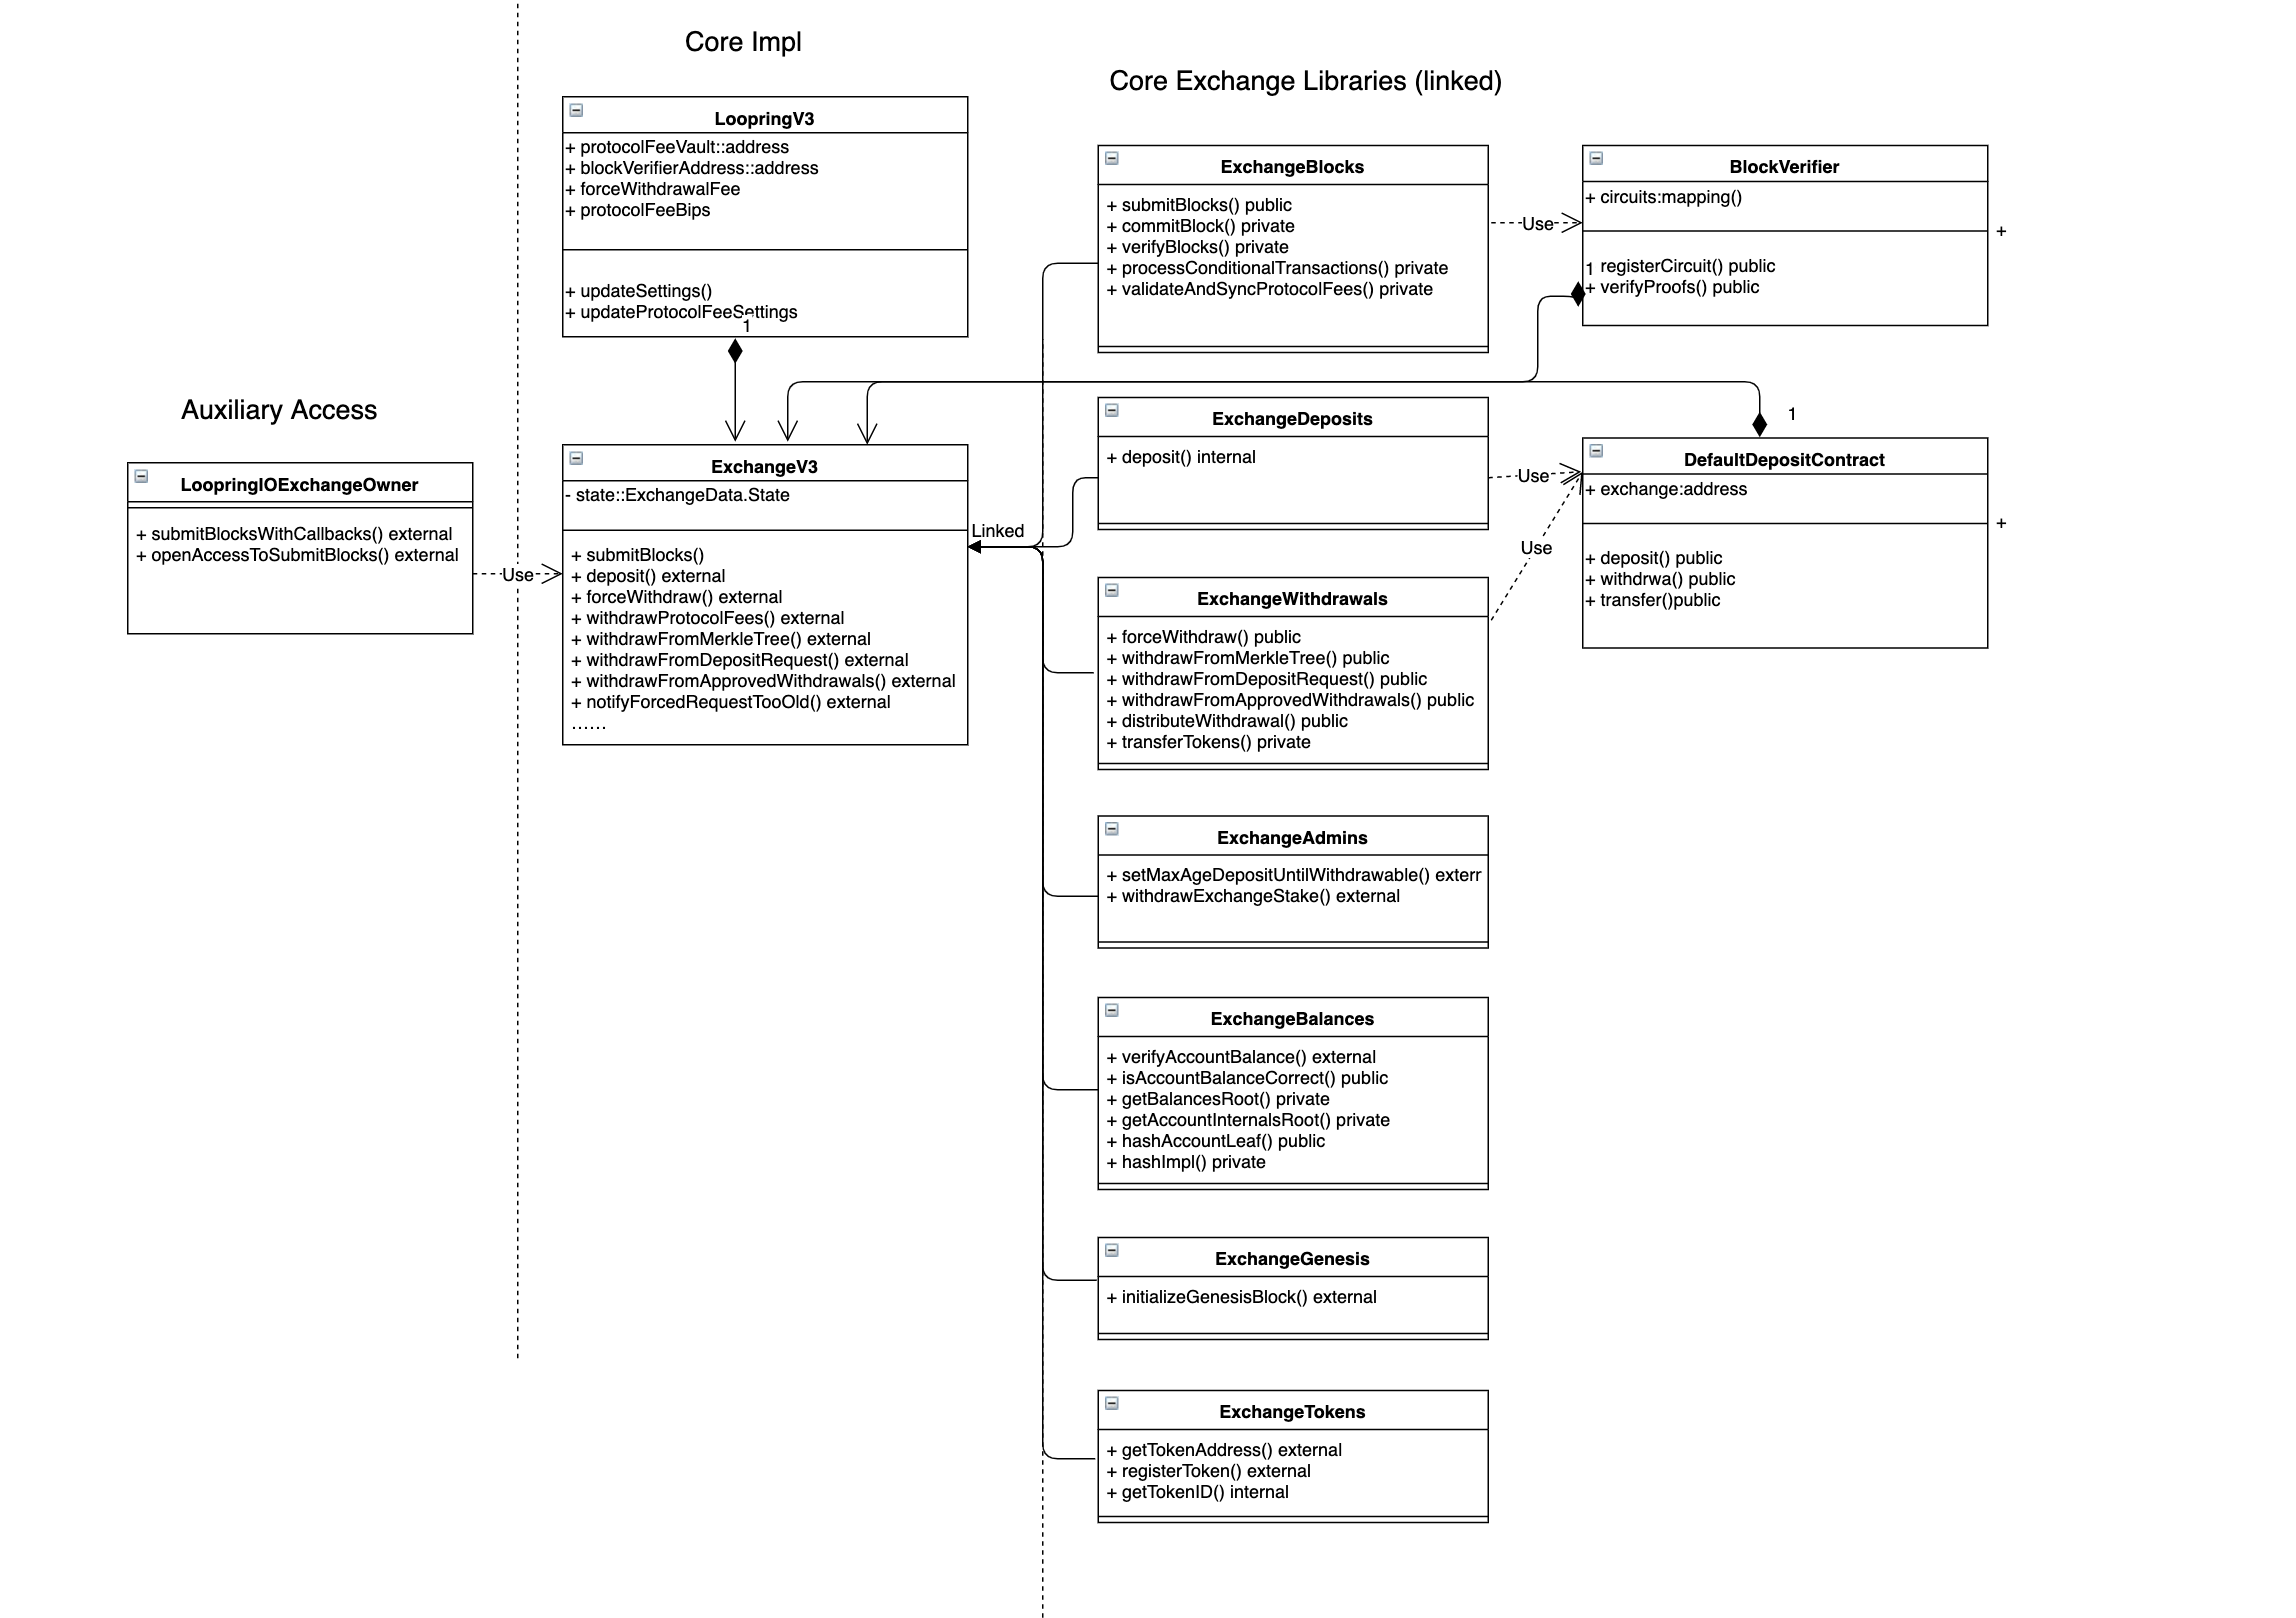 Core Impl
Core Exchange Libraries (linked)
LoopringV3
+ protocolFeeVault::address
+ blockVerifierAddress::address
+ forceWithdrawalFee
+ protocolFeeBips
+ updateSettings()
+ updateProtocolFeeSettings
1
ExchangeBlocks
+ submitBlocks() public
+ commitBlock() private
+ verifyBlocks() private
+ processConditionalTransactions() private
+ validateAndSyncProtocolFees() private
Use
BlockVerifier
+ circuits:mapping()
+
1 registerCircuit() public
+ verifyProofs() public
Auxiliary Access
LoopringIOExchangeOwner
+ submitBlocksWithCallbacks() external
+ openAccessToSubmitBlocks() external
Use
ExchangeV3
- state::ExchangeData.State
+ submitBlocks()
+ deposit() external
+ forceWithdraw() external
+ withdrawProtocolFees() external
+ withdrawFromMerkleTree() external
+ withdrawFromDepositRequest() external
+ withdrawFromApprovedWithdrawals() external
+ notifyForcedRequestTooOld() external
......
Linked
ExchangeDeposits
+ deposit() internal
Use
Use
1
DefaultDepositContract
+ exchange:address
+
+ deposit() public
+ withdrwa() public
+ transfer()public
ExchangeWithdrawals
+ forceWithdraw() public
+ withdrawFromMerkleTree() public
+ withdrawFromDepositRequest() public
+ withdrawFromApprovedWithdrawals() public
+ distributeWithdrawal() public
+ transferTokens() private
ExchangeAdmins
+ setMaxAgeDepositUntilWithdrawable() exterr
+ withdrawExchangeStake() external
ExchangeBalances
+ verifyAccountBalance() external
+ isAccountBalanceCorrect() public
+ getBalancesRoot() private
+ getAccountInternalsRoot() private
+ hashAccountLeaf() public
+ hashImpl() private
ExchangeGenesis
+ initializeGenesisBlock() external
ExchangeTokens
+ getTokenAddress() external
+ registerToken() external
+ getTokenID() internal